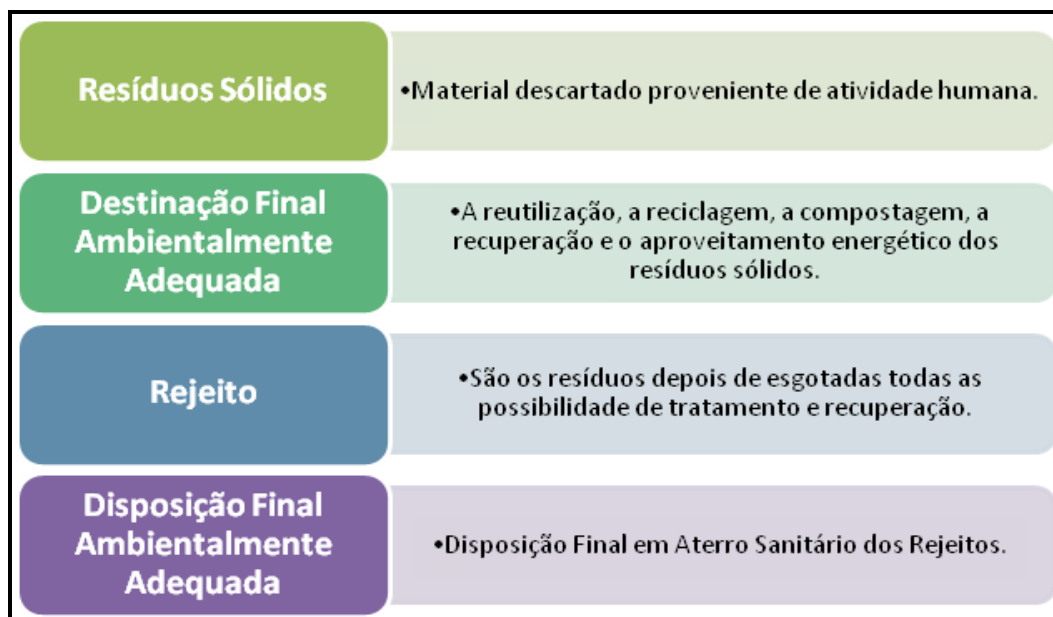 Resíduos Sólidos
•Material descartado proveniente de atividade humana.
Destinação Final
Ambientalmente
Adequada
•A reutilização, a reciclagem, a compostagem, a
recuperação e o aproveitamento energético dos
resíduos sólidos.
Rejeito
•São os resíduos depois de esgotadas todas as
possibilidade de tratamento e recuperação.
Disposição Final
Ambientalmente
Adequada
•Disposição Final em Aterro Sanitário dos Rejeitos.